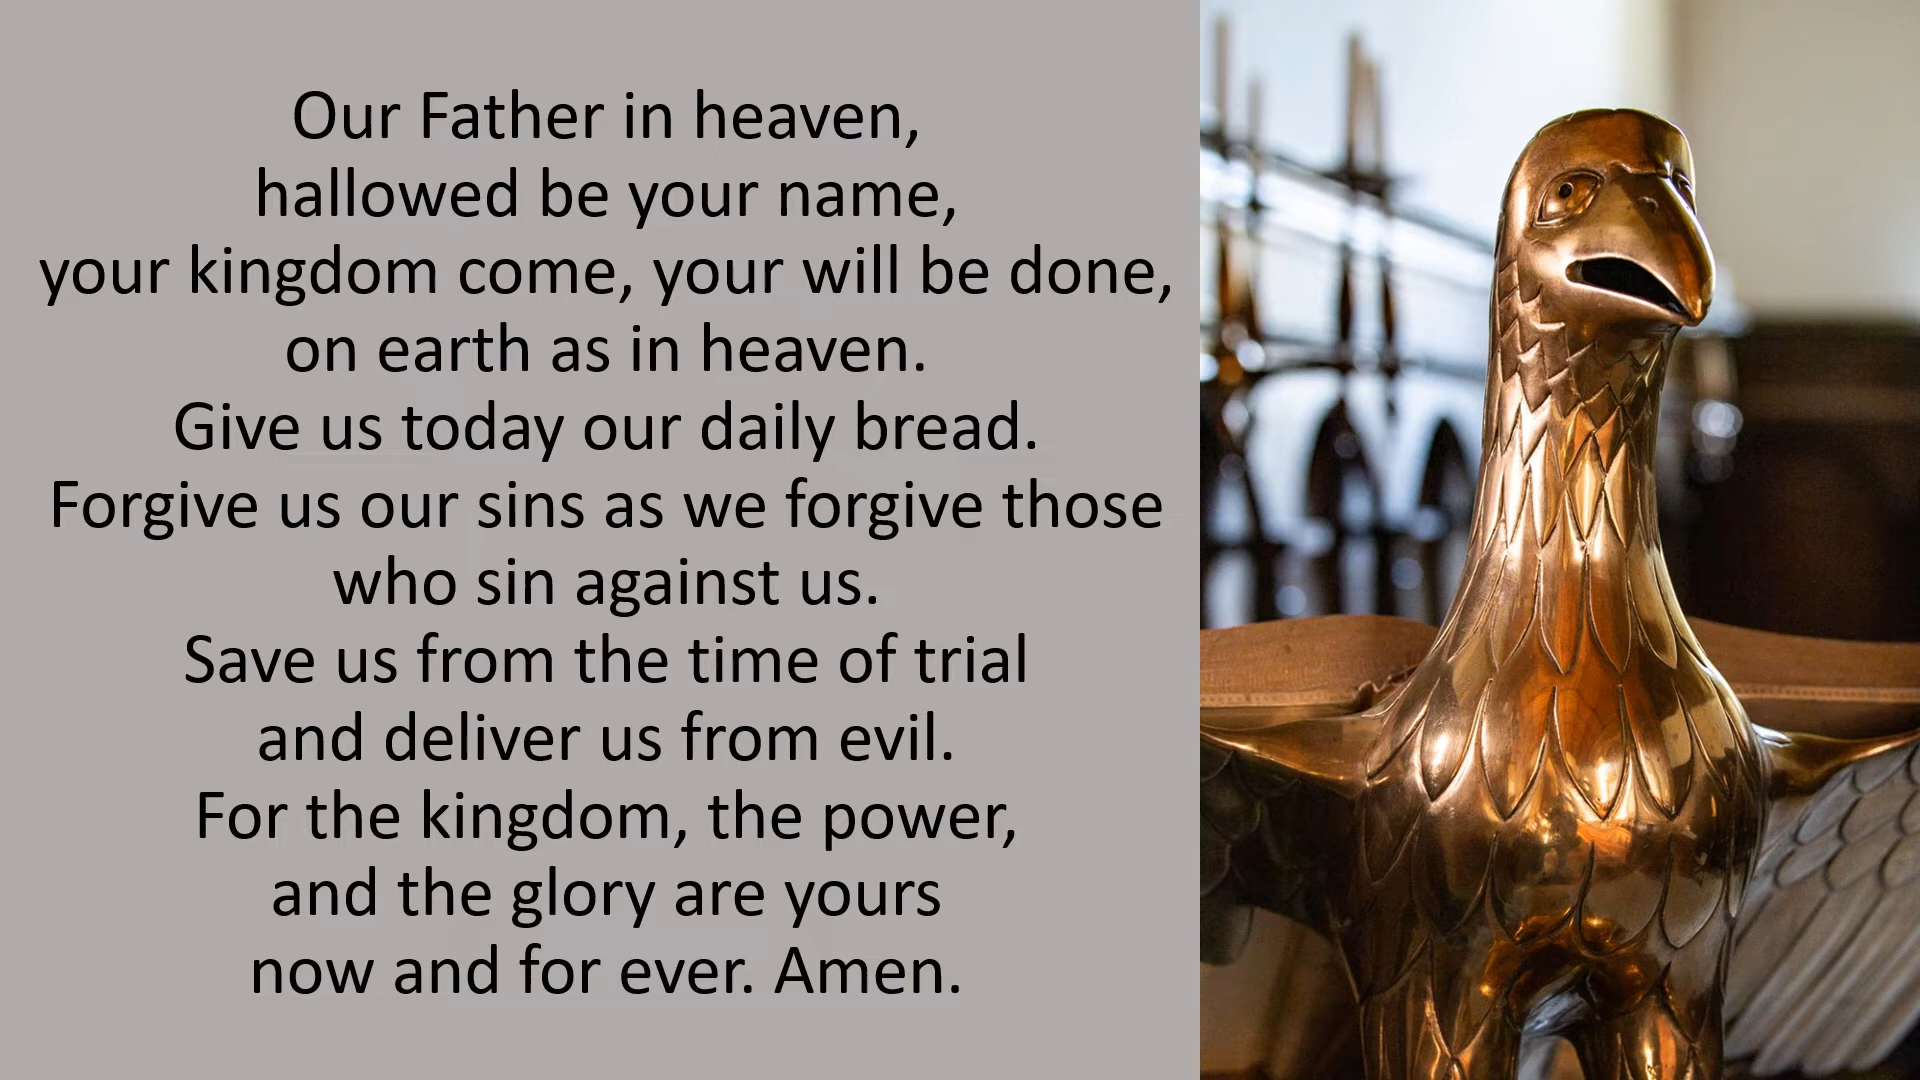 Our Father in heaven,
hallowed be your name,
your kingdom come, your will be done,
on earth as in heaven.
Give us today our daily bread.
Forgive us our sins as we forgive those
who sin against us.
Save us from the time of trial
and deliver us from evil.
For the kingdom, the power,
and the glory are yours
now and for ever. Amen.